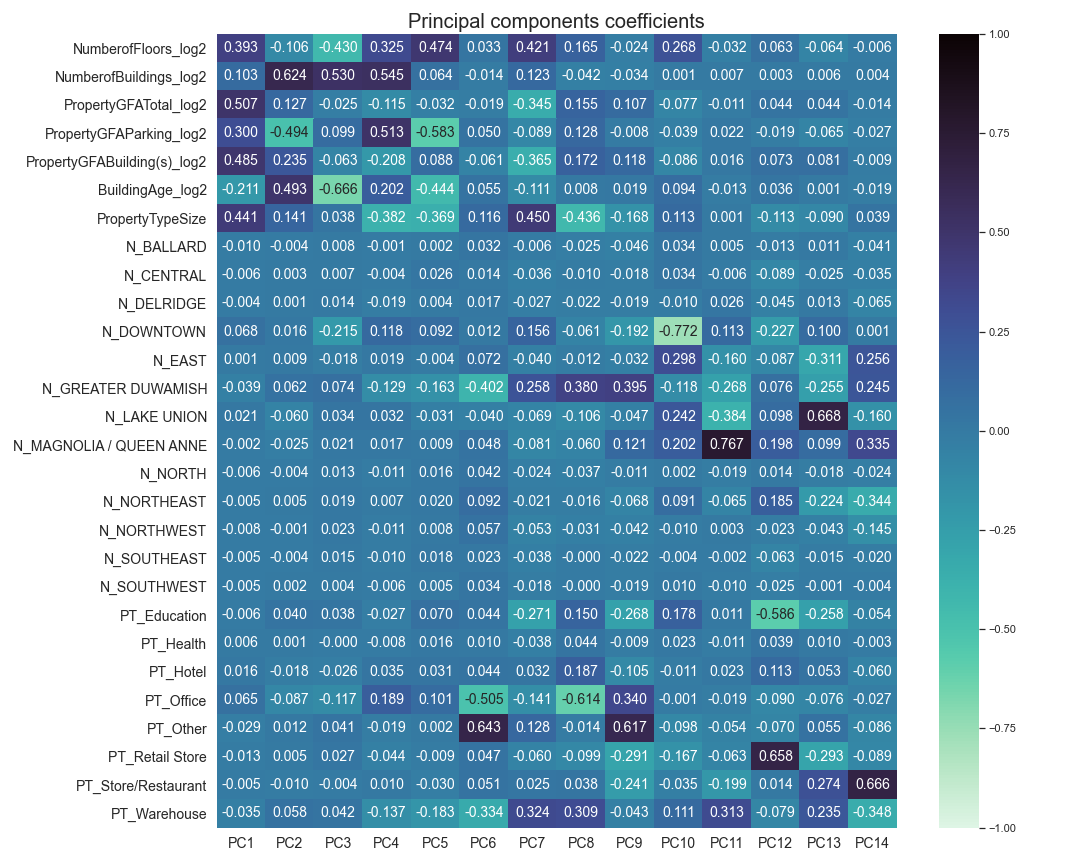 Principal components coefficients
NumberofFloors_log2 0.393 -0.106 -0.430 0.325 0.474 0.033 0.421 0.165 -0.024 0.268 -0.032 0.063 -0.064 -0.006
NumberofBuildings_log2 0.103 0.624 0.530 0.545 0.064 -0.014 0.123 -0.042 -0.034 0.001 0.007 0.003 0.006 0.004
PropertyGFATotal_log2 0.507 0.127 -0.025 -0.115 -0.032 -0.019 -0.345 0.155 0.107 -0.077 -0.011 0.044 0.044 -0.014
PropertyGFAParking_log2 0.300 -0.494 0.099 0.513 -0.583 0.050 -0.089 0.128 -0.008 -0.039 0.022 -0.019 -0.065 -0.027
PropertyGFABuilding(s)_log2 0.485 0.235 -0.063 -0.208 0.088 -0.061 -0.365 0.172 0.118 -0.086 0.016 0.073 0.081 -0.009
BuildingAge_log2 -0.211 0.493 -0.666 0.202 -0.444 0.055 -0.111 0.008 0.019 0.094 -0.013 0.036 0.001 -0.019
PropertyTypeSize 0.441 0.141 0.038 -0.382 -0.369 0.116 0.450 -0.436 -0.168 0.113 0.001 -0.113 -0.090 0.039
N_BALLARD -0.010 -0.004 0.008 -0.001 0.002 0.032 -0.006 -0.025 -0.046 0.034 0.005 -0.013 0.011 -0.041
N_CENTRAL -0.006 0.003 0.007 -0.004 0.026 0.014 -0.036 -0.010 -0.018 0.034 -0.006 -0.089 -0.025 -0.035
N_DELRIDGE -0.004 0.001 0.014 -0.019 0.004 0.017 -0.027 -0.022 -0.019 -0.010 0.026 -0.045 0.013 -0.065
N_DOWNTOWN 0.068 0.016 -0.215 0.118 0.092 0.012 0.156 -0.061 -0.192 -0.772 0.113 -0.227 0.100 0.001
N_EAST 0.001 0.009 -0.018 0.019 -0.004 0.072 -0.040 -0.012 -0.032 0.298 -0.160 -0.087 -0.311 0.256
N_GREATER DUWAMISH -0.039 0.062 0.074 -0.129 -0.163 -0.402 0.258 0.380 0.395 -0.118 -0.268 0.076 -0.255 0.245
N_LAKE UNION 0.021 -0.060 0.034 0.032 -0.031 -0.040 -0.069 -0.106 -0.047 0.242 -0.384 0.098 0.668 -0.160
N_MAGNOLIA / QUEEN ANNE -0.002 -0.025 0.021 0.017 0.009 0.048 -0.081 -0.060 0.121 0.202 0.767 0.198 0.099 0.335
N_NORTH -0.006 -0.004 0.013 -0.011 0.016 0.042 -0.024 -0.037 -0.011 0.002 -0.019 0.014 -0.018 -0.024
N_NORTHEAST -0.005 0.005 0.019 0.007 0.020 0.092 -0.021 -0.016 -0.068 0.091 -0.065 0.185 -0.224 -0.344
N_NORTHWEST -0.008 -0.001 0.023 -0.011 0.008 0.057 -0.053 -0.031 -0.042 -0.010 0.003 -0.023 -0.043 -0.145
N_SOUTHEAST -0.005 -0.004 0.015 -0.010 0.018 0.023 -0.038 -0.000 -0.022 -0.004 -0.002 -0.063 -0.015 -0.020
N_SOUTHWEST -0.005 0.002 0.004 -0.006 0.005 0.034 -0.018 -0.000 -0.019 0.010 -0.010 -0.025 -0.001 -0.004
PT_Education -0.006 0.040 0.038 -0.027 0.070 0.044 -0.271 0.150 -0.268 0.178 0.011 -0.586 -0.258 -0.054
PT_Health 0.006 0.001 -0.000 -0.008 0.016 0.010 -0.038 0.044 -0.009 0.023 -0.011 0.039 0.010 -0.003
PT_Hotel 0.016 -0.018 -0.026 0.035 0.031 0.044 0.032 0.187 -0.105 -0.011 0.023 0.113 0.053 -0.060
PT_Office 0.065 -0.087 -0.117 0.189 0.101 -0.505 -0.141 -0.614 0.340 -0.001 -0.019 -0.090 -0.076 -0.027
PT_Other -0.029 0.012 0.041 -0.019 0.002 0.643 0.128 -0.014 0.617 -0.098 -0.054 -0.070 0.055 -0.086
PT_Retail Store -0.013 0.005 0.027 -0.044 -0.009 0.047 -0.060 -0.099 -0.291 -0.167 -0.063 0.658 -0.293 -0.089
PT_Store/Restaurant -0.005 -0.010 -0.004 0.010 -0.030 0.051 0.025 0.038 -0.241 -0.035 -0.199 0.014 0.274 0.666
PT_Warehouse -0.035 0.058 0.042 -0.137 -0.183 -0.334 0.324 0.309 -0.043 0.111 0.313 -0.079 0.235 -0.348
PC1 PC2 PC3 PC4 PC5 PC6 PC7 PC8 PC9 PC10 PC11 PC12 PC13 PC14
1.00
0.75
0.50
0.25
0.00
−0.25
−0.50
−0.75
−1.00